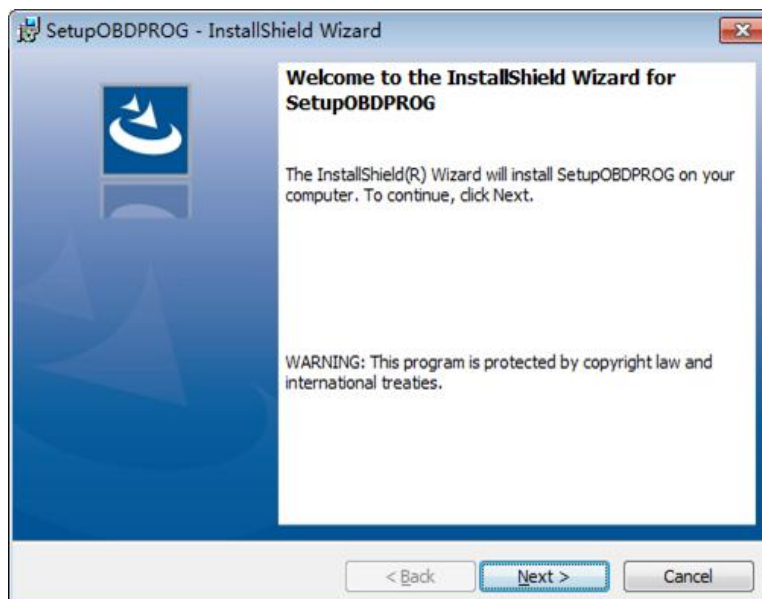 SetupOBDPROG - InstallShield Wizard
Welcome to the InstallShield Wizard for
SetupOBDPROG
The InstallShield(R) Wizard will install SetupOBDPROG on your
computer. To continue, click Next.
WARNING: This program is protected by copyright law and
international treaties.
< Back
Next >
Cancel